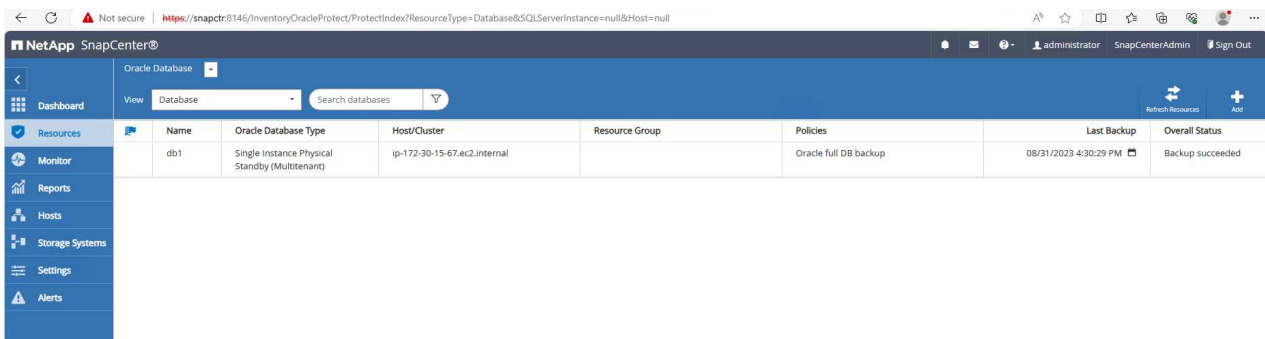 Not secure https://snapctr:8146/InventoryOracleProtect/ProtectIndex?ResourceType=Database&SQLServerInstance=null&Host=null
NetApp SnapCenter® administrator SnapCenterAdmin Sign Out
Oracle Database
Dashboard View Database Search databases Refresh Resources Add
Resources Name Oracle Database Type Host/Cluster Resource Group Policies Last Backup Overall Status
Monitor db1 Single Instance Physical ip-172-30-15-67.ec2.internal Oracle full DB backup 08/31/2023 4:30:29 PM Backup succeeded
Standby (Multitenant)
Reports
Hosts
Storage Systems
Settings
Alerts